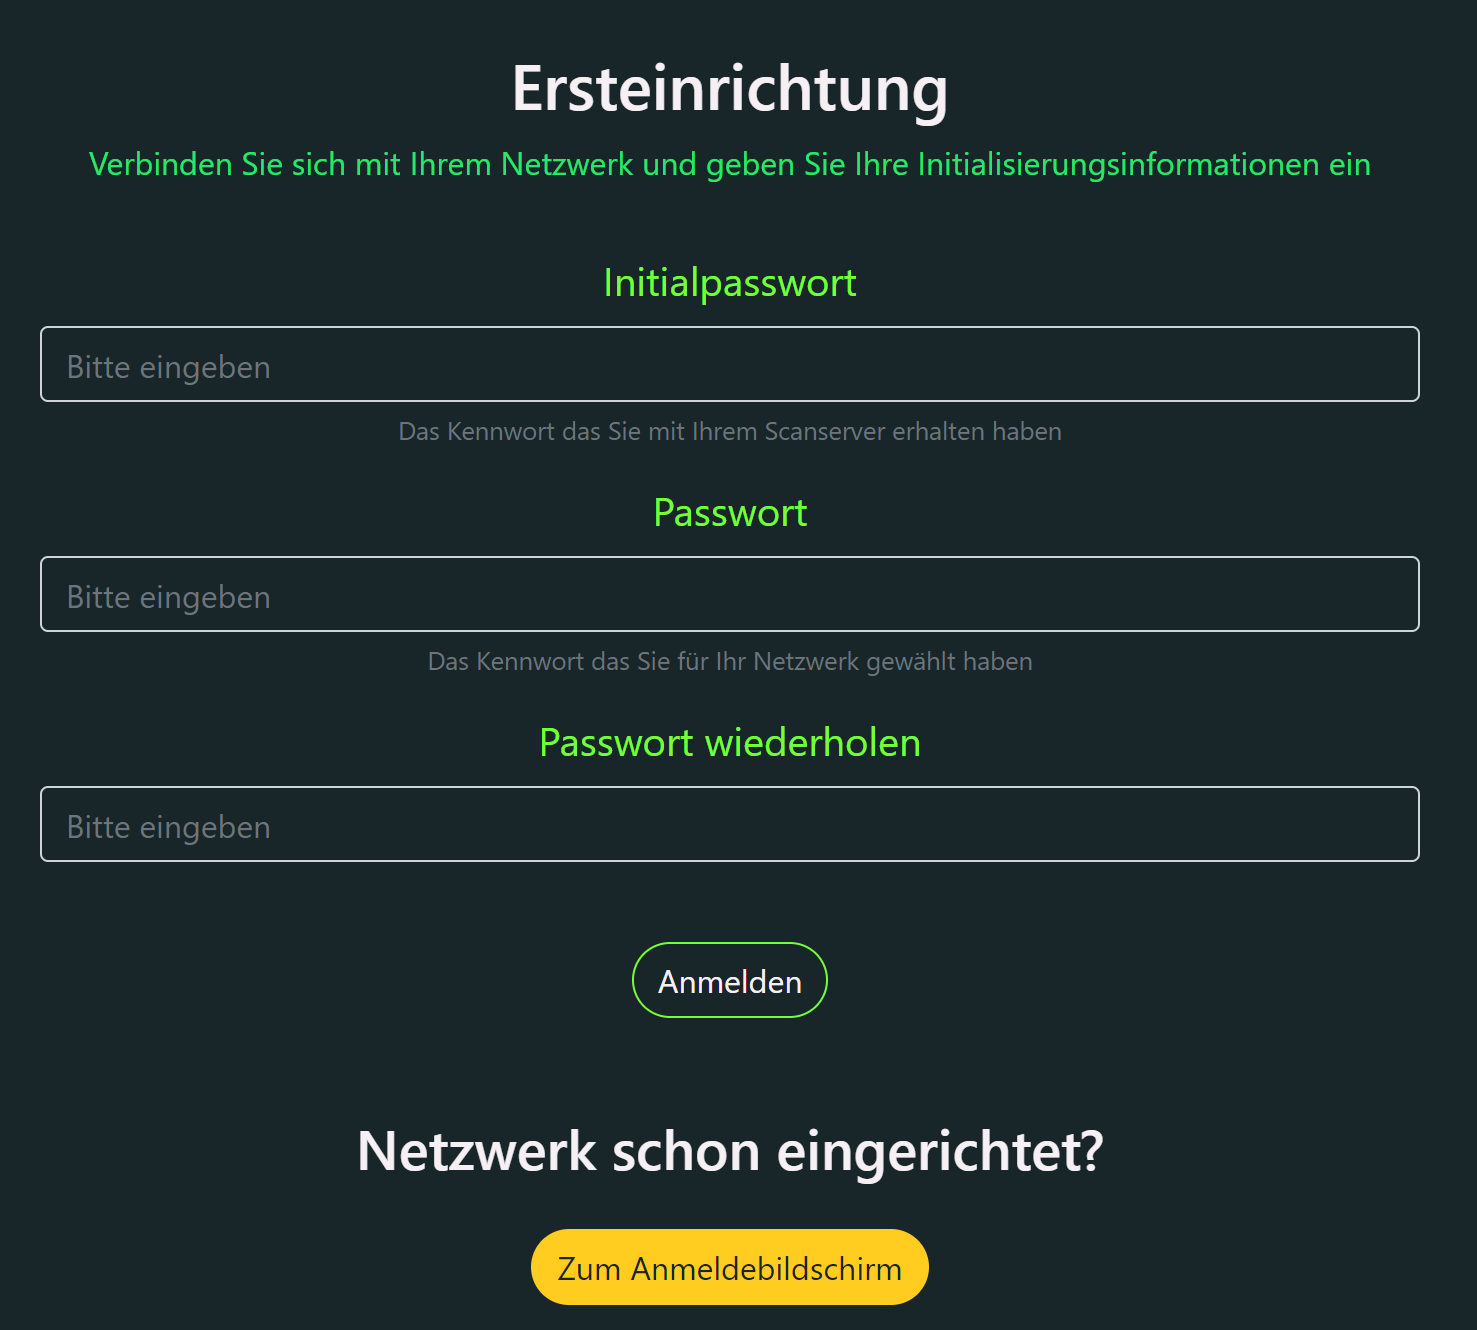 Ersteinrichtung
Verbinden Sie sich mit Ihrem Netzwerk und geben Sie Ihre Initialisierungsinformationen ein
Initialpasswort
Bitte eingeben
Das Kennwort das Sie mit Ihrem Scanserver erhalten haben
Passwort
Bitte eingeben
Das Kennwort das Sie für Ihr Netzwerk gewählt haben
Passwort wiederholen
Bitte eingeben
Anmelden
Netzwerk schon eingerichtet?
Zum Anmeldebildschirm